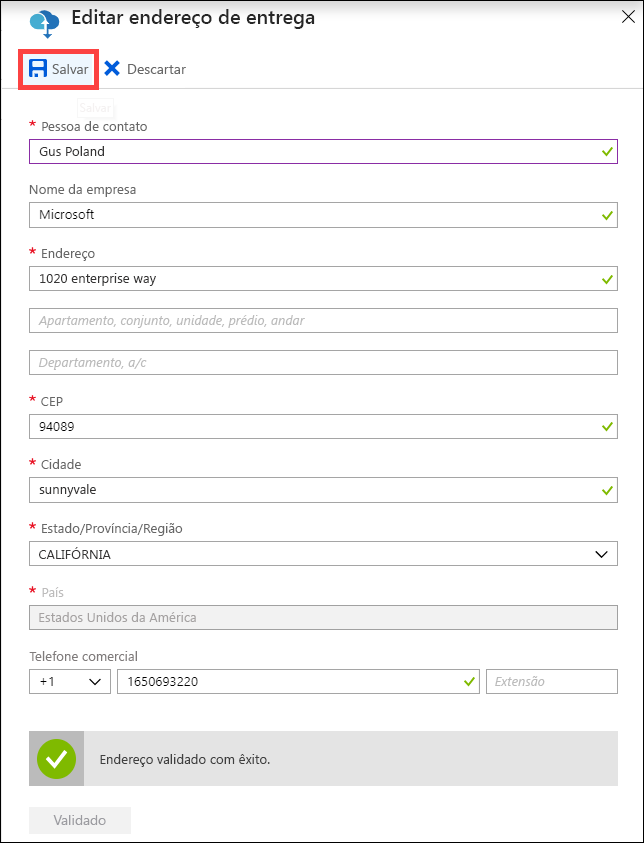 Editar endereço de entrega
Salvar Descartar
Salvar
* Pessoa de contato
Gus Poland
Nome da empresa
Microsoft
* Endereço
1020 enterprise way
Apartamento, conjunto, unidade, prédio, andar
Departamento, a/c
* CEP
94089
* Cidade
sunnyvale
* Estado/Província/Região
CALIFÓRNIA
* País
Estados Unidos da América
Telefone comercial
+1 1650693220 Extensão
Endereço validado com êxito.
Validado